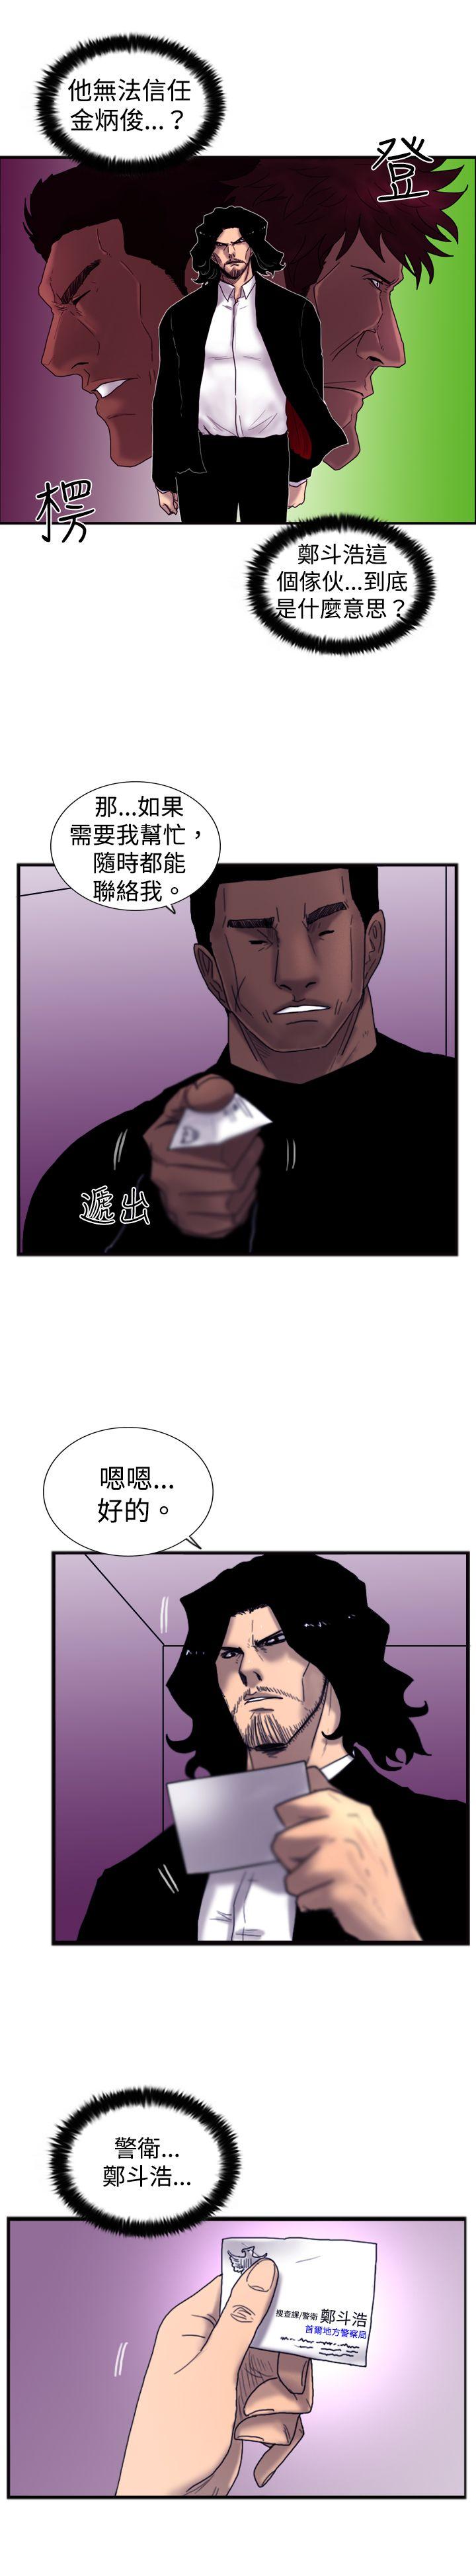 他無法信任
金炳俊...？
登
楞
鄭斗浩這
個傢伙...到底
是什麼意思？
那...如果
需要我幫忙，
隨時都能
聯絡我。
遞出
嗯嗯...
好的。
警衛...
鄭斗浩...
搜查課/警衛 鄭斗浩
首爾地方警察局